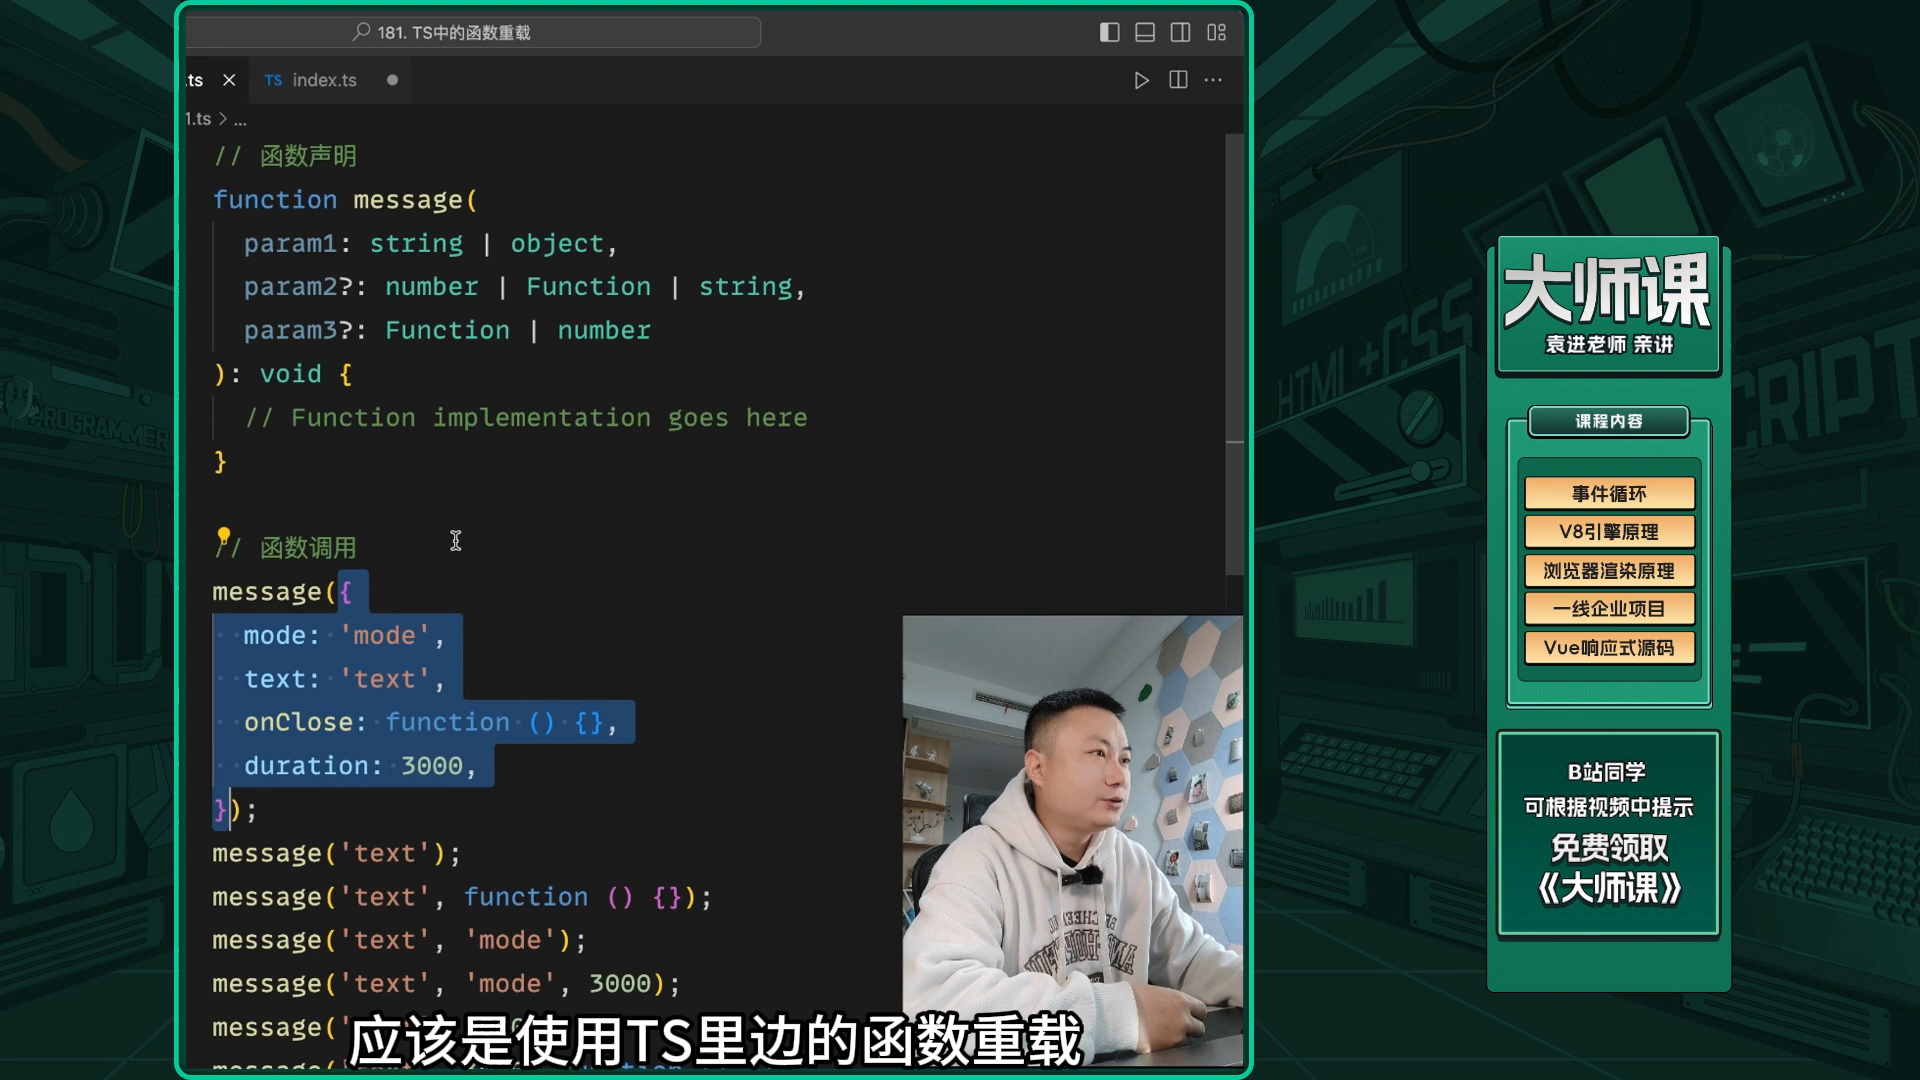 181. TS中的函数重载
.ts
TS index.ts
1.ts > ...
// 函数声明
function message(
param1: string | object,
param2?: number | Function | string,
param3?: Function | number
): void {
// Function implementation goes here
}
// 函数调用
message({
mode: 'mode',
text: 'text',
onClose: function () {},
duration: 3000,
});
message('text');
message('text', function () {});
message('text', 'mode');
message('text', 'mode', 3000);
message('
应该是使用TS里边的函数重载
大师课
袁进老师 亲讲
课程内容
事件循环
V8引擎原理
浏览器渲染原理
一线企业项目
Vue响应式源码
B站同学
可根据视频中提示
免费领取
《大师课》
PROGRAMMER
HTML+CSS
CRIPT